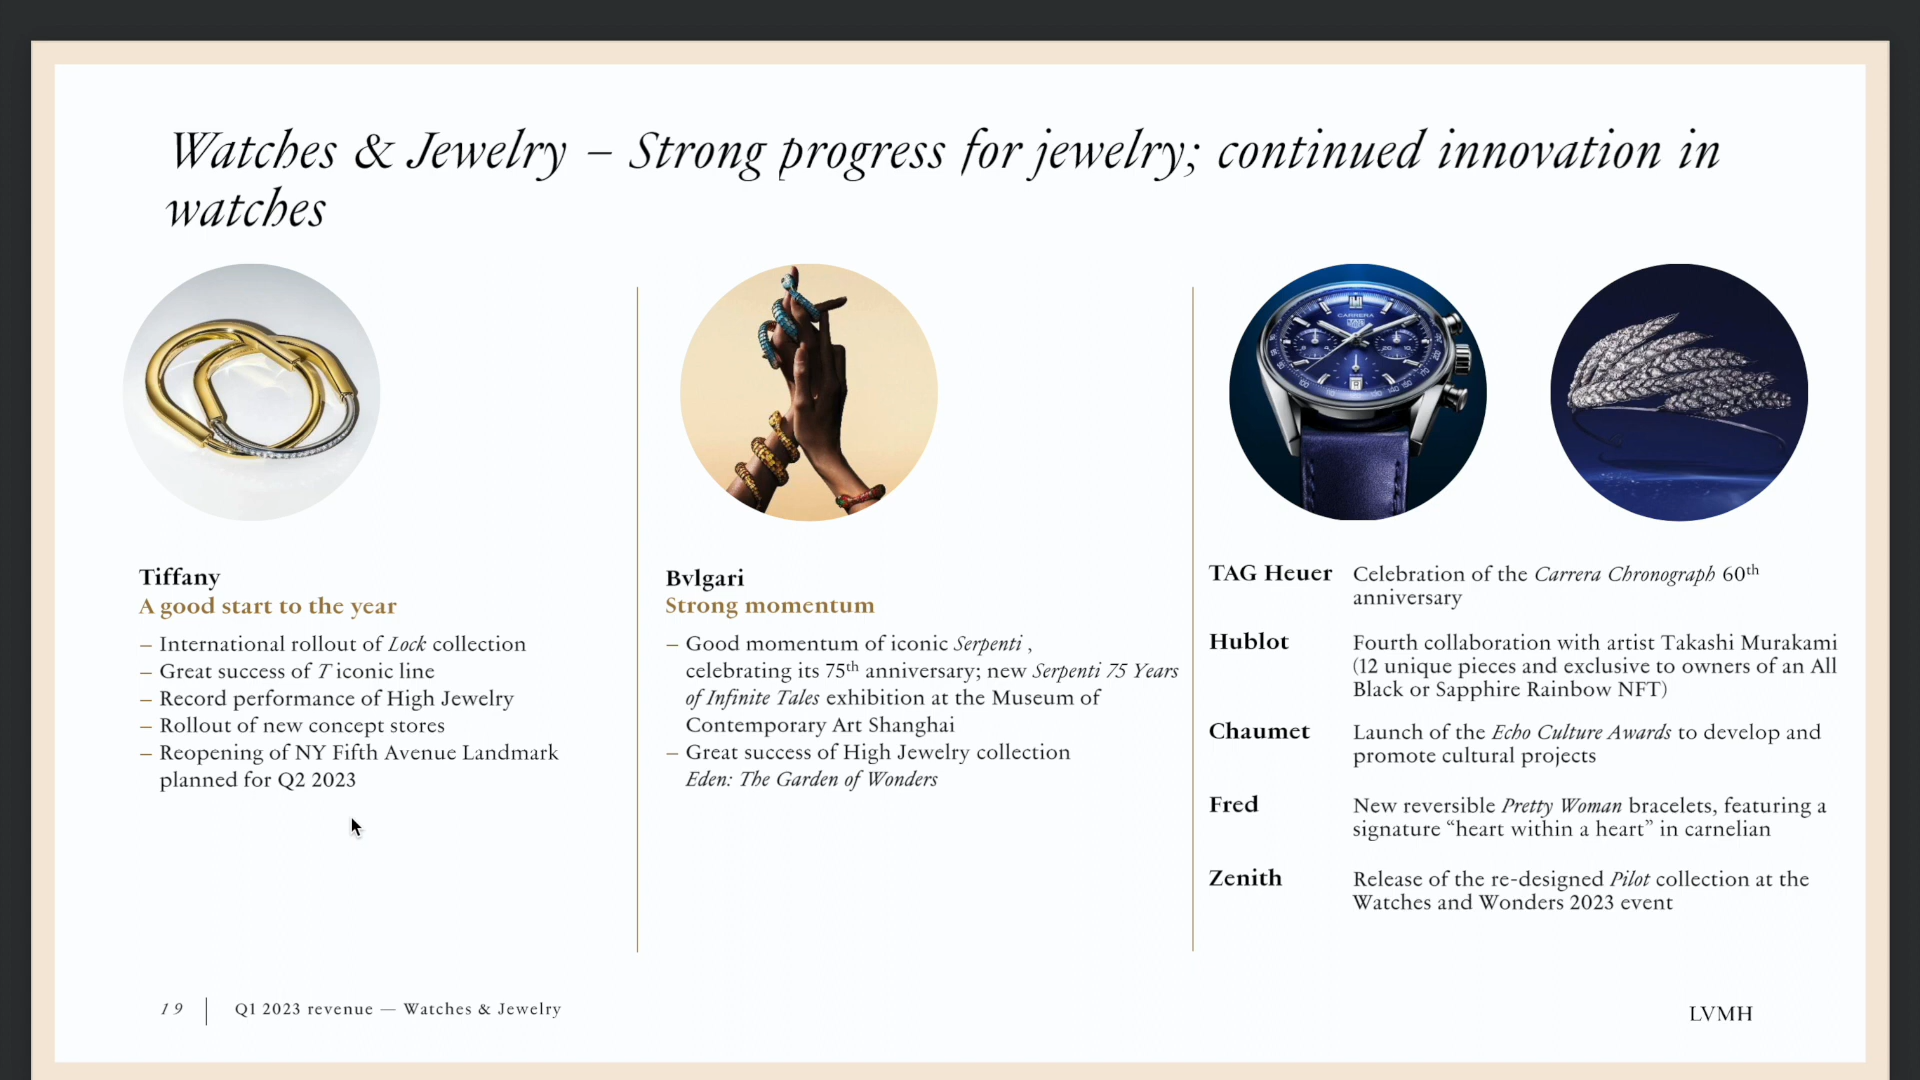 Watches & Jewelry – Strong progress for jewelry; continued innovation in
watches
CARRERA
Tiffany
A good start to the year
– International rollout of Lock collection
– Great success of T iconic line
– Record performance of High Jewelry
– Rollout of new concept stores
– Reopening of NY Fifth Avenue Landmark
planned for Q2 2023
Bvlgari
Strong momentum
– Good momentum of iconic Serpenti ,
celebrating its 75th anniversary; new Serpenti 75 Years
of Infinite Tales exhibition at the Museum of
Contemporary Art Shanghai
– Great success of High Jewelry collection
Eden: The Garden of Wonders
TAG Heuer Celebration of the Carrera Chronograph 60th
anniversary
Hublot Fourth collaboration with artist Takashi Murakami
(12 unique pieces and exclusive to owners of an All
Black or Sapphire Rainbow NFT)
Chaumet Launch of the Echo Culture Awards to develop and
promote cultural projects
Fred New reversible Pretty Woman bracelets, featuring a
signature “heart within a heart” in carnelian
Zenith Release of the re-designed Pilot collection at the
Watches and Wonders 2023 event
19 Q1 2023 revenue — Watches & Jewelry
LVMH